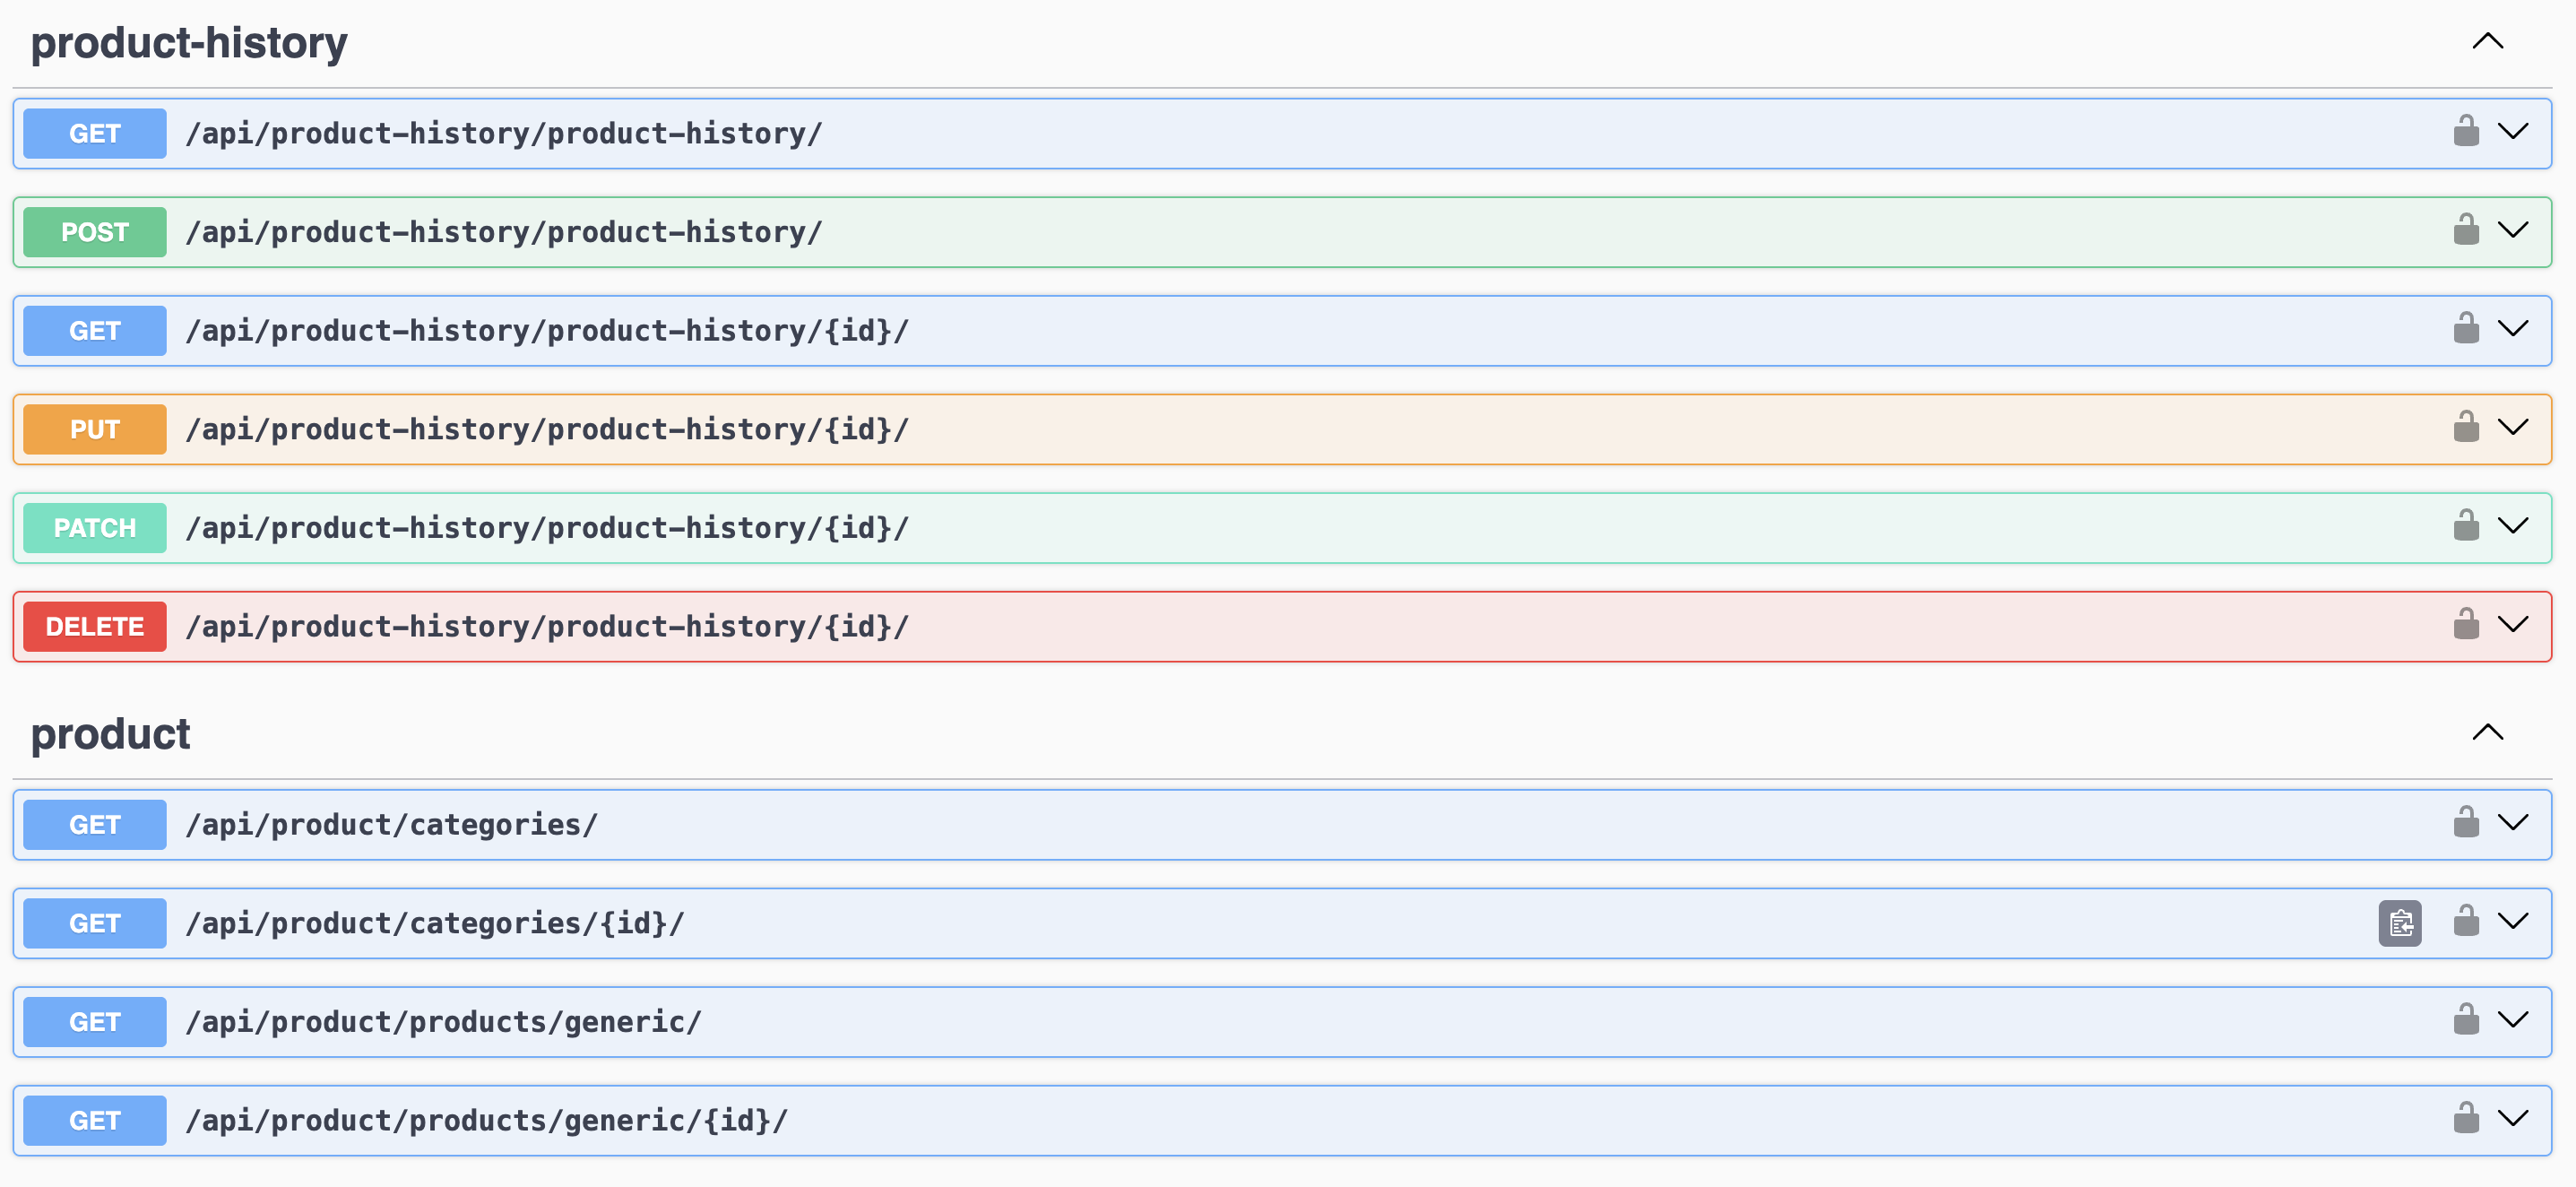 product-history
GET /api/product-history/product-history/
POST /api/product-history/product-history/
GET /api/product-history/product-history/{id}/
PUT /api/product-history/product-history/{id}/
PATCH /api/product-history/product-history/{id}/
DELETE /api/product-history/product-history/{id}/
product
GET /api/product/categories/
GET /api/product/categories/{id}/
GET /api/product/products/generic/
GET /api/product/products/generic/{id}/